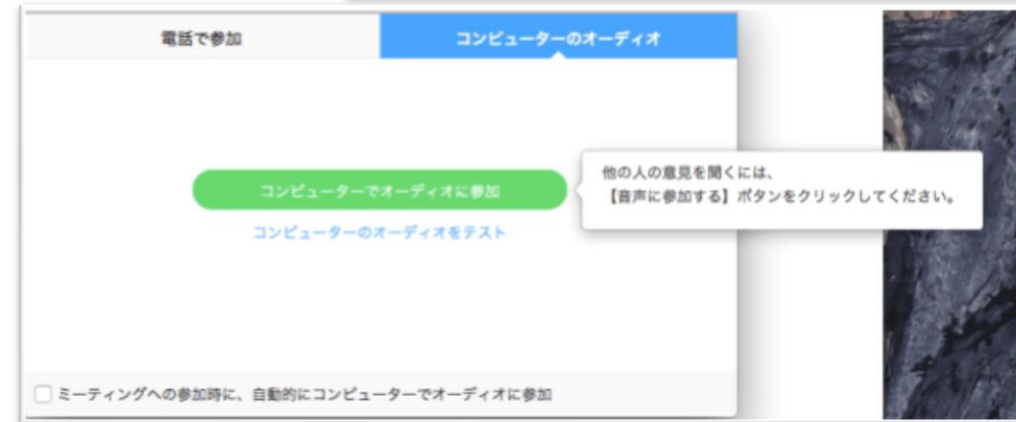 電話で参加
コンピューターのオーディオ
コンピューターでオーディオに参加
他の人の意見を聞くには、
【音声に参加する】ボタンをクリックしてください。
コンピューターのオーディオをテスト
ミーティングへの参加時に、自動的にコンピューターでオーディオに参加